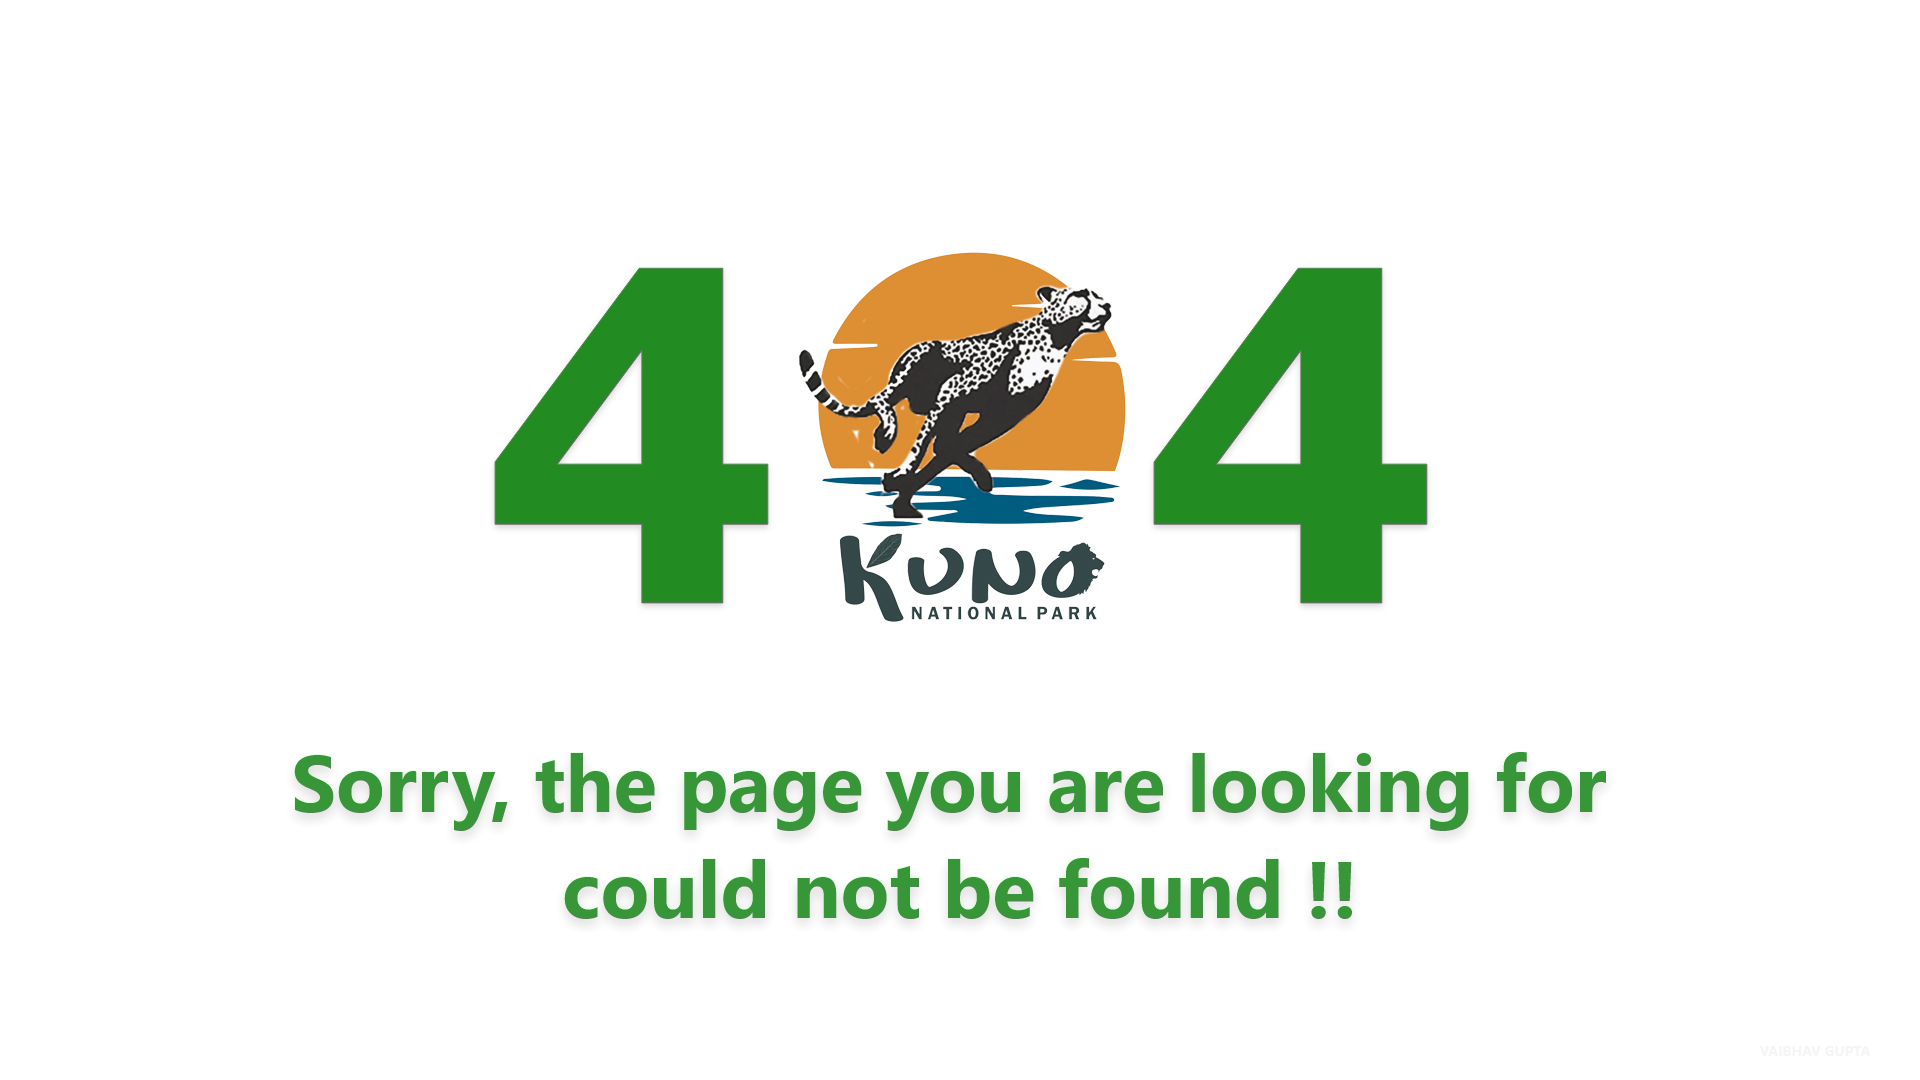 4 4
KUNO
NATIONAL PARK
Sorry, the page you are looking for
could not be found !!
VAIBHAV GUPTA